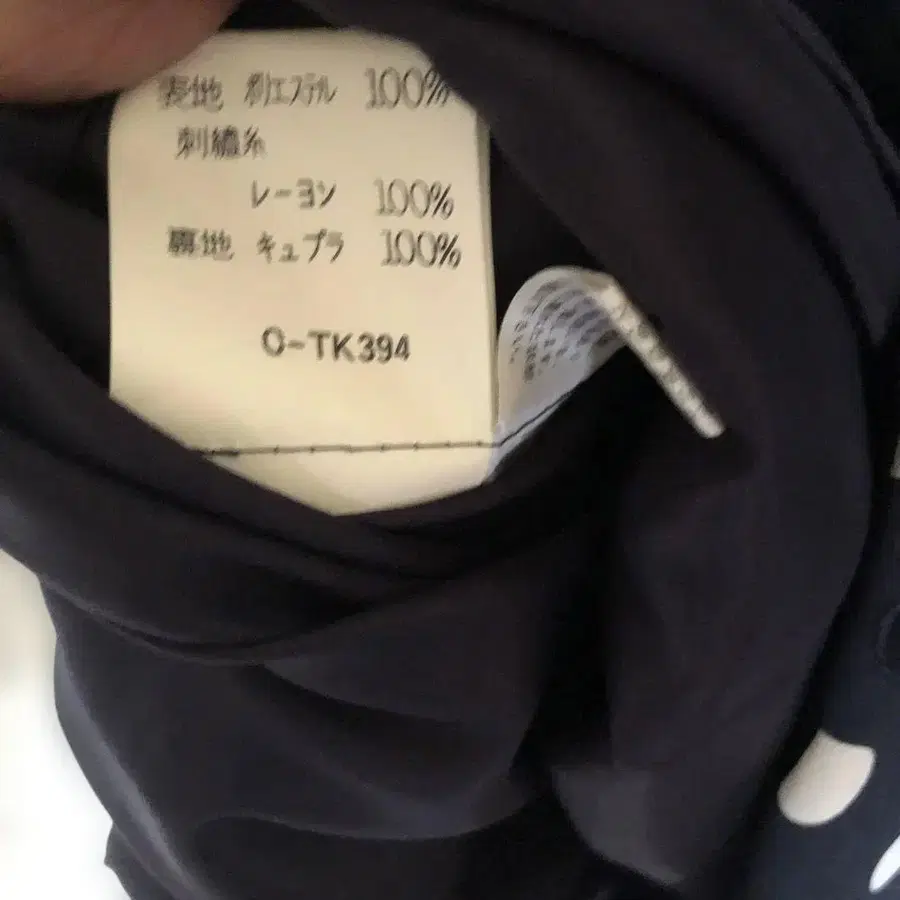 表地 ポリエステル 100%
刺繍糸
レーヨン 100%
裏地 キュプラ 100%
O-TK394